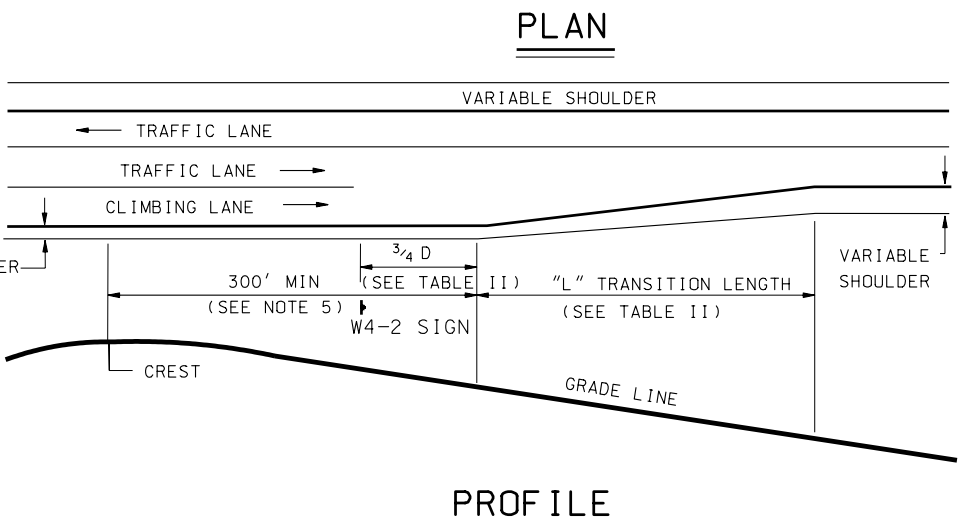 PLAN
VARIABLE SHOULDER
TRAFFIC LANE
TRAFFIC LANE
CLIMBING LANE
ER
3/4 D
VARIABLE
SHOULDER
300' MIN
(SEE TABLE II)
"L" TRANSITION LENGTH
(SEE NOTE 5)
(SEE TABLE II)
W4-2 SIGN
CREST
GRADE LINE
PROFILE